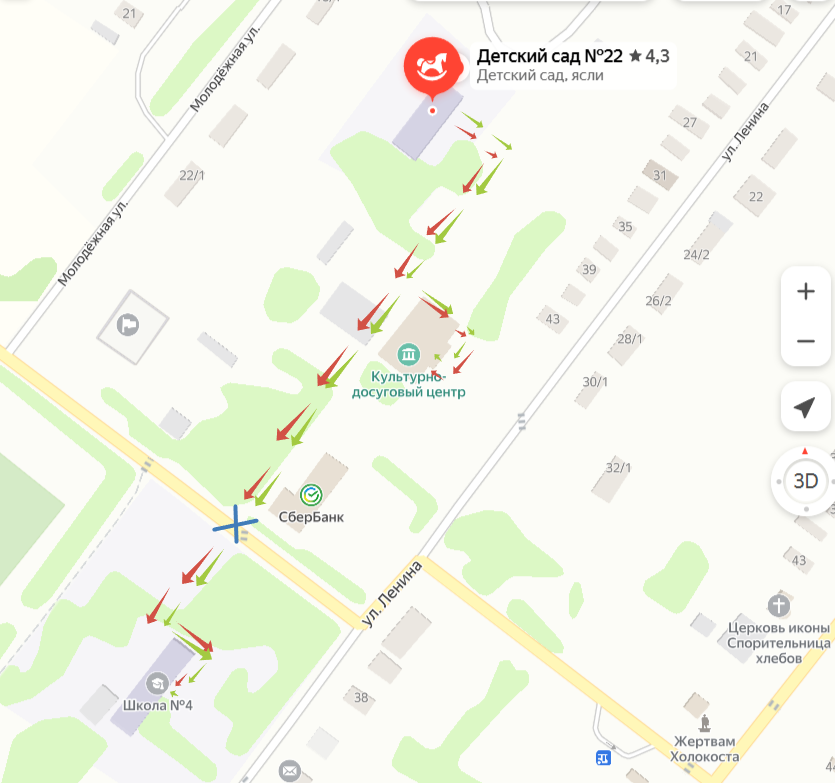 21
Молодёжная ул.
17
Детский сад №22 ★ 4,3
Детский сад, ясли
21
27
ул. Ленина
31
22
22/1
Молодёжная ул.
35
24/2
39
26/2
43
28/1
Культурно-
досуговый центр
30/1
32/1
3D
СберБанк
43
ул. Ленина
Церковь иконы
Спорительница
хлебов
Школа №4
38
Жертвам
Холокоста